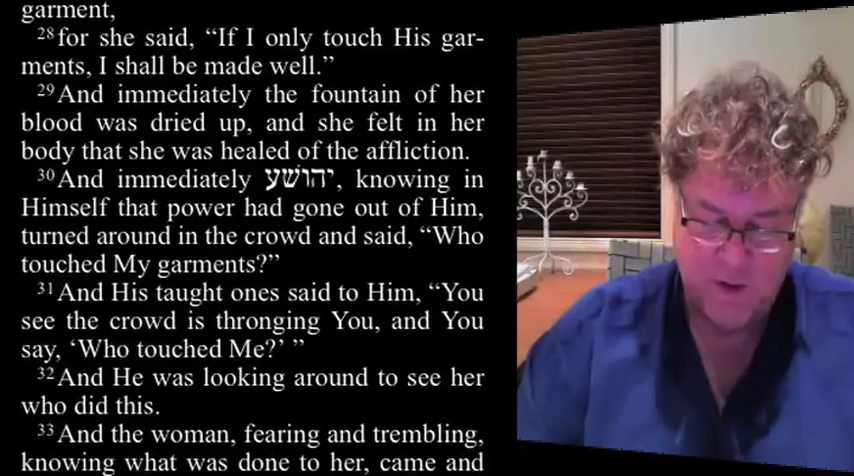 garment,
28for she said, “If I only touch His gar-
ments, I shall be made well.”
29And immediately the fountain of her
blood was dried up, and she felt in her
body that she was healed of the affliction.
30And immediately יהושע, knowing in
Himself that power had gone out of Him,
turned around in the crowd and said, “Who
touched My garments?”
31And His taught ones said to Him, “You
see the crowd is thronging You, and You
say, ‘Who touched Me?’ ”
32And He was looking around to see her
who did this.
33And the woman, fearing and trembling,
knowing what was done to her, came and